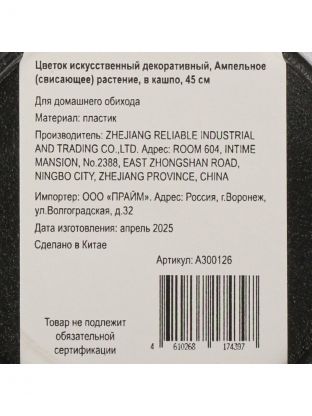 Цветок искусственный декоративный, Ампельное
(свисающее) растение, в кашпо, 45 см
Для домашнего обихода
Материал: пластик
Производитель: ZHEJIANG RELIABLE INDUSTRIAL
AND TRADING CO.,LTD. Адрес: ROOM 604, INTIME
MANSION, No.2388, EAST ZHONGSHAN ROAD,
NINGBO CITY, ZHEJIANG PROVINCE, CHINA
Импортер: ООО «ПРАЙМ». Адрес: Россия, г.Воронеж,
ул.Волгоградская, д.32
Дата изготовления: апрель 2025
Сделано в Китае
Артикул: A300126
Товар не подлежит
обязательной
сертификации
4 610268 174397